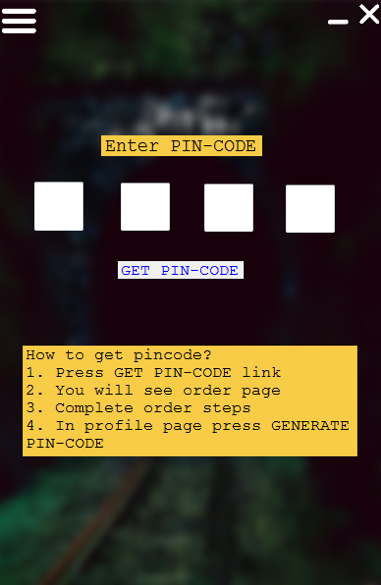 Enter PIN-CODE
GET PIN-CODE
How to get pincode?
1. Press GET PIN-CODE link
2. You will see order page
3. Complete order steps
4. In profile page press GENERATE
PIN-CODE